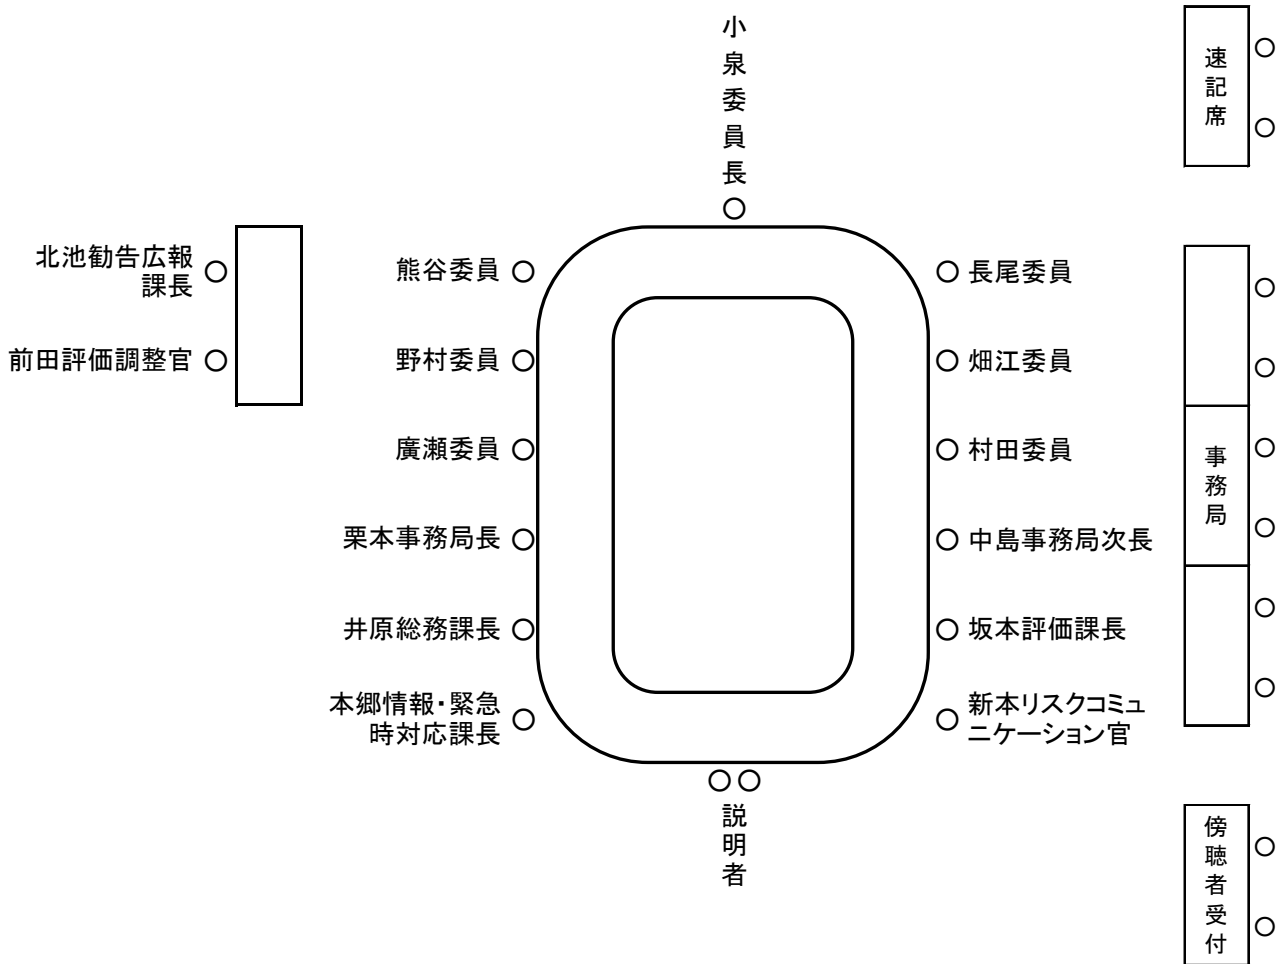 小泉委員長
速記席
北池勧告広報
課長
前田評価調整官
熊谷委員
野村委員
廣瀬委員
栗本事務局長
井原総務課長
本郷情報・緊急
時対応課長
長尾委員
畑江委員
村田委員
中島事務局次長
坂本評価課長
新本リスクコミュ
ニケーション官
事務局
説明者
傍聴者受付